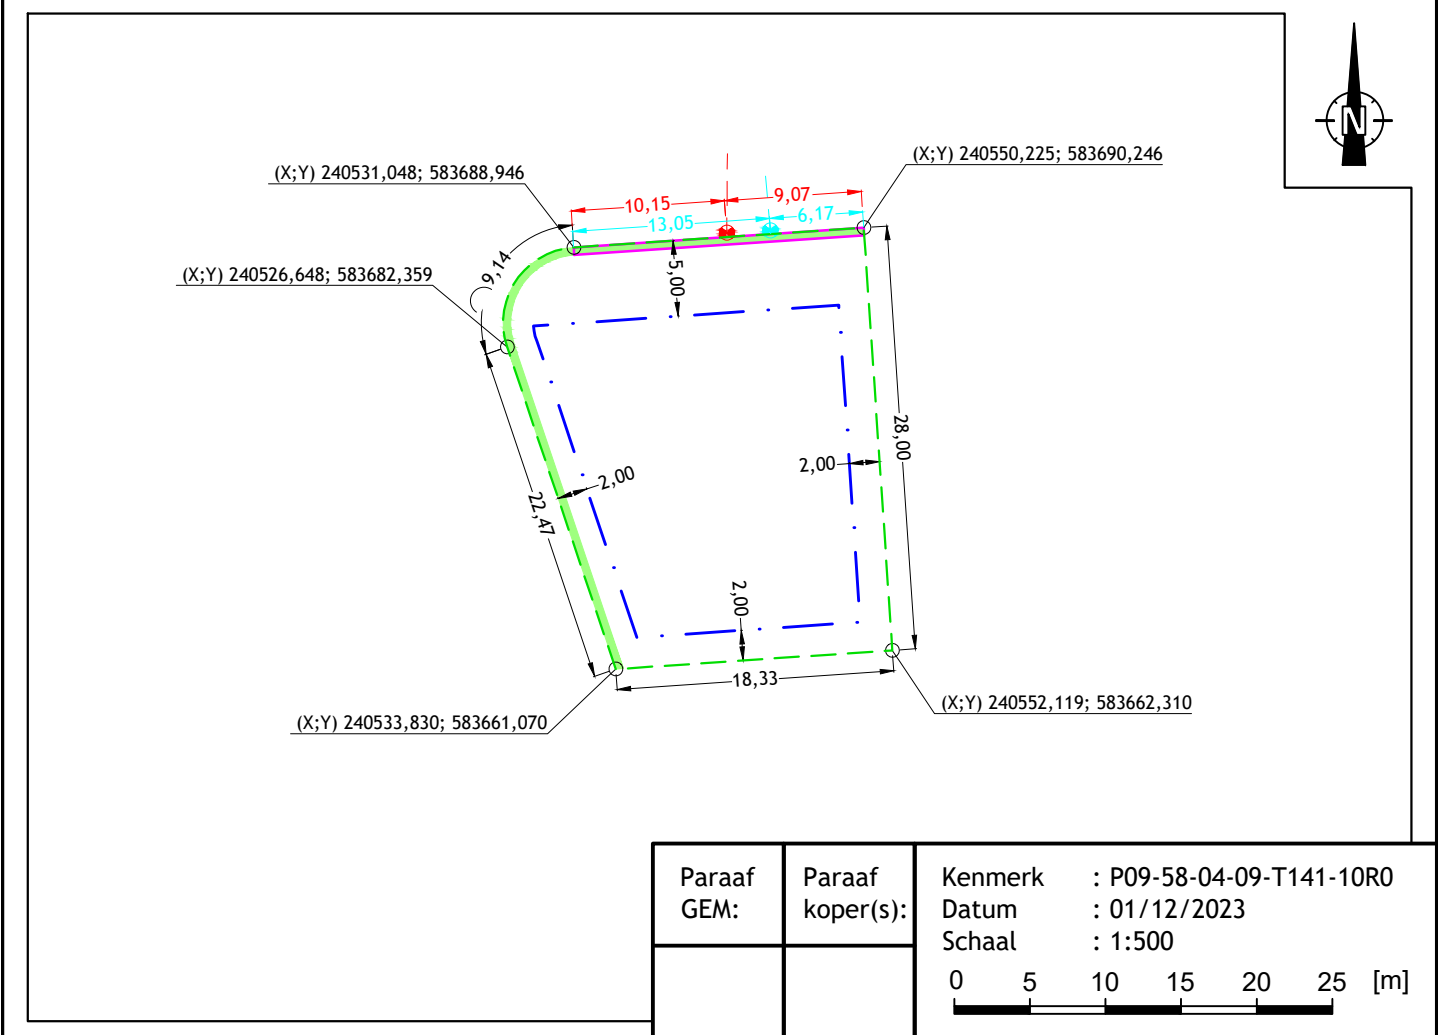 N
(X;Y) 240550,225; 583690,246
(X;Y) 240531,048; 583688,946
10,15
9,07
13,05
6,17
(X;Y) 240526,648; 583682,359
9,14
5,00
28,00
2,00
2,00
22,47
2,00
18,33
(X;Y) 240552,119; 583662,310
(X;Y) 240533,830; 583661,070
Paraaf
GEM:
Paraaf
koper(s):
Kenmerk : P09-58-04-09-T141-10R0
Datum : 01/12/2023
Schaal : 1:500
0 5 10 15 20 25 [m]